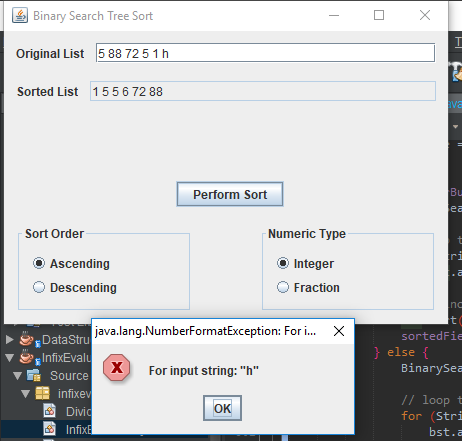 Binary Search Tree Sort
Original List 5 88 72 5 1 h
Sorted List 1 5 5 6 72 88
Perform Sort
Sort Order
Ascending
Descending
Numeric Type
Integer
Fraction
java.lang.NumberFormatException: For i...
For input string: "h"
OK
DataStru
InfixEvalua
Source
infixev
Divid
InfixE
sortedFie
} else {
BinarySea
// loop t
for (Stri
bst.a